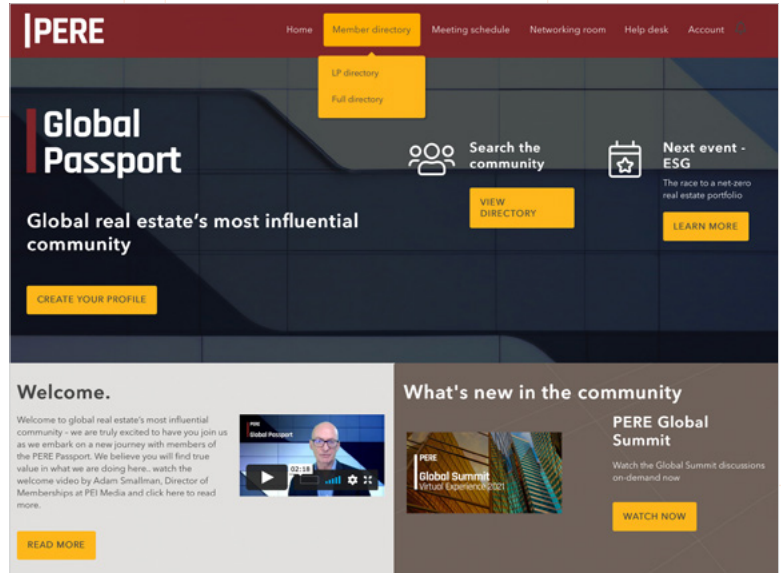 PERE
Home Member directory Meeting schedule Networking room Help desk Account
LP directory
Full directory
Global
Passport
Global real estate's most influential
community
CREATE YOUR PROFILE
Search the
community
VIEW
DIRECTORY
Next event -
ESG
The race to a net-zero
real estate portfolio
LEARN MORE
Welcome.
Welcome to global real estate's most influential
community – we are truly excited to have you join us
as we embark on a new journey with members of
the PERE Passport. We believe you will find true
value in what we are doing here.. watch the
welcome video by Adam Smallman, Director of
Memberships at PEI Media and click here to read
more.
READ MORE
PERE
Global Passport
02:18
What's new in the community
PERE
Global Summit
Virtual Experience 2021
PERE Global
Summit
Watch the Global Summit discussions
on-demand now
WATCH NOW